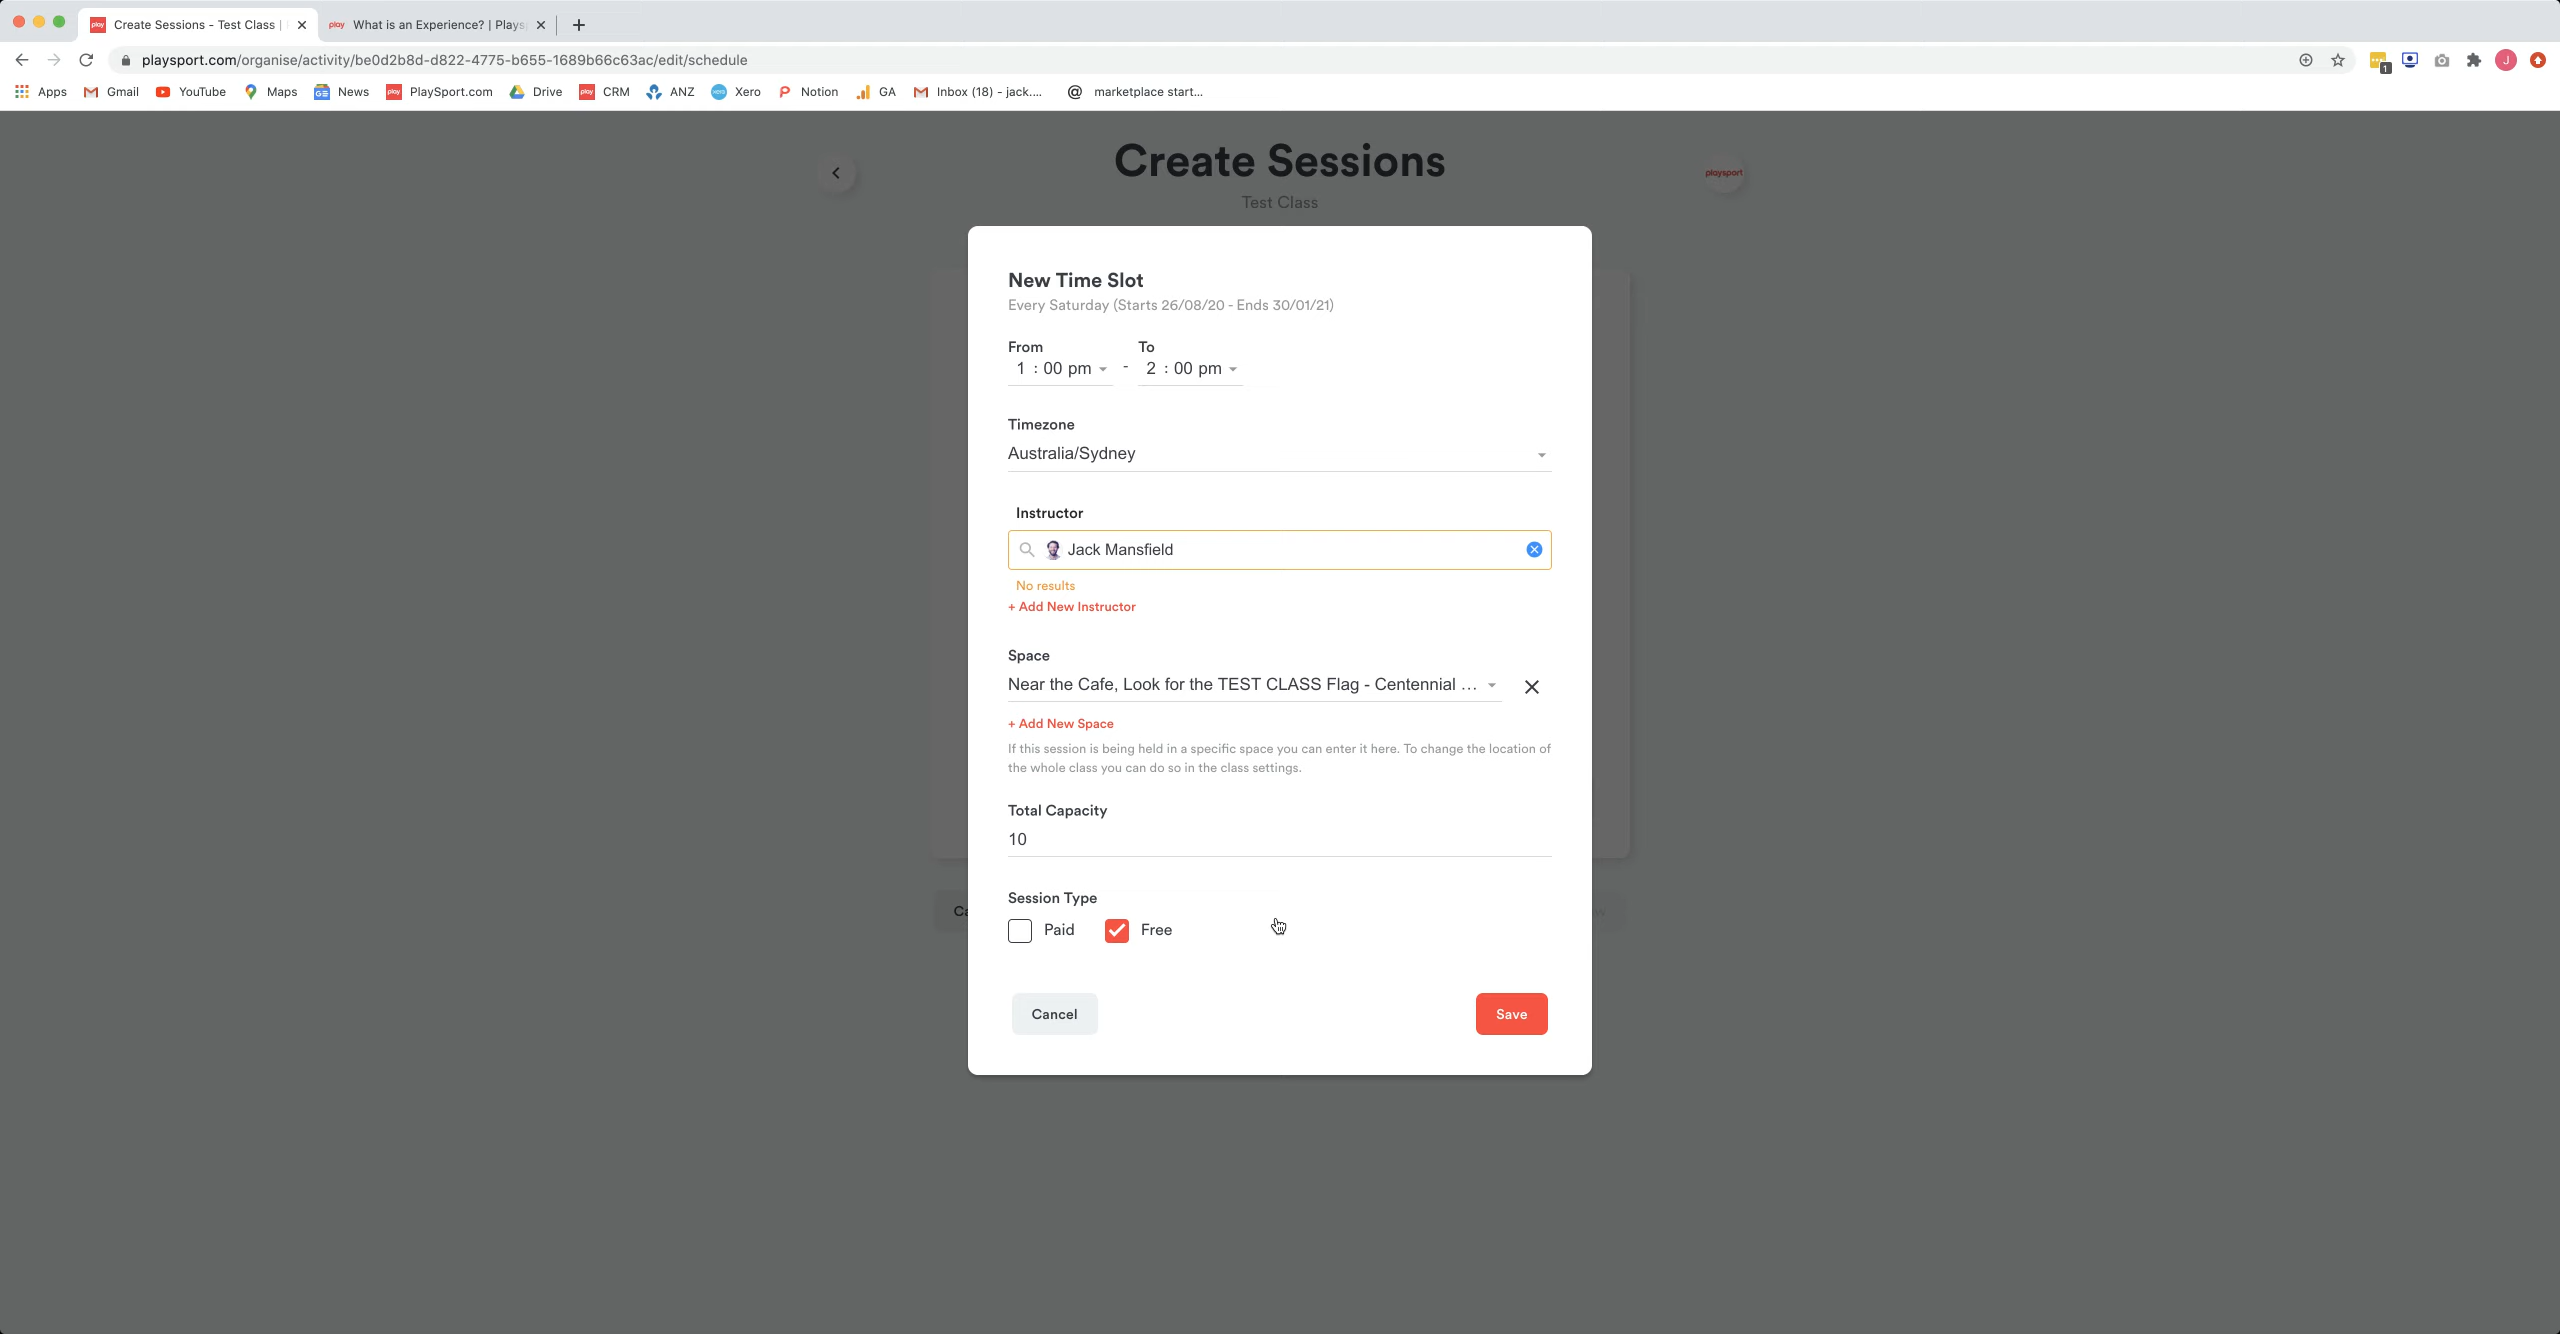 Create Sessions - Test Class |
What is an Experience? | Plays
playsport.com/organise/activity/be0d2b8d-d822-4775-b655-1689b66c63ac/edit/schedule
Apps Gmail YouTube Maps News PlaySport.com Drive CRM ANZ Xero Notion GA Inbox (18) - jack.... marketplace start...
Create Sessions
playsport
Test Class
New Time Slot
Every Saturday (Starts 26/08/20 - Ends 30/01/21)
From To
1 : 00 pm - 2 : 00 pm
Timezone
Australia/Sydney
Instructor
Jack Mansfield
No results
+ Add New Instructor
Space
Near the Cafe, Look for the TEST CLASS Flag - Centennial ...
+ Add New Space
If this session is being held in a specific space you can enter it here. To change the location of
the whole class you can do so in the class settings.
Total Capacity
10
Session Type
Paid Free
Cancel Save